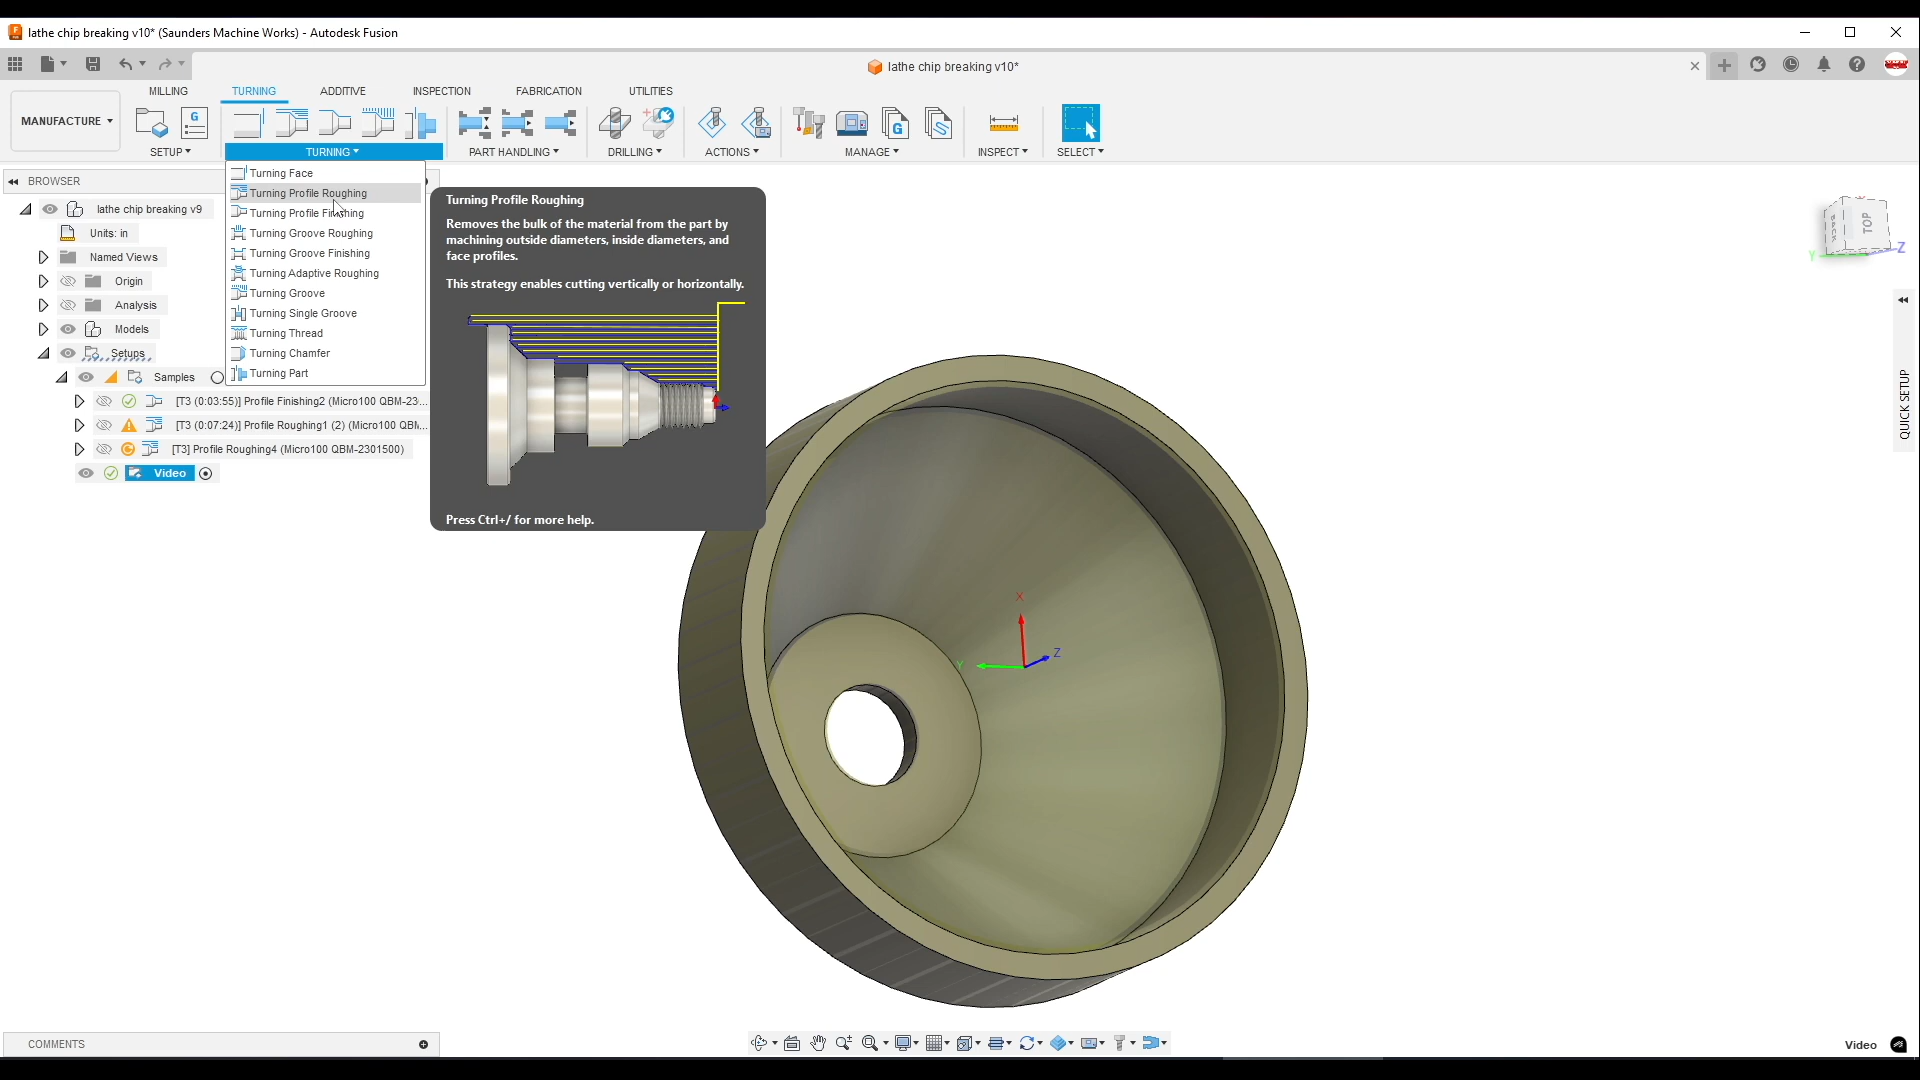 lathe chip breaking v10* (Saunders Machine Works) - Autodesk Fusion
lathe chip breaking v10*
MILLING
TURNING
ADDITIVE
INSPECTION
FABRICATION
UTILITIES
MANUFACTURE
SETUP
TURNING
PART HANDLING
DRILLING
ACTIONS
MANAGE
INSPECT
SELECT
BROWSER
lathe chip breaking v9
Units: in
Named Views
Origin
Analysis
Models
Setups
Samples
[T3 (0:03:55)] Profile Finishing2 (Micro100 QBM-23...
[T3 (0:07:24)] Profile Roughing1 (2) (Micro100 QBM...
[T3] Profile Roughing4 (Micro100 QBM-2301500)
Video
Turning Face
Turning Profile Roughing
Turning Profile Finishing
Turning Groove Roughing
Turning Groove Finishing
Turning Adaptive Roughing
Turning Groove
Turning Single Groove
Turning Thread
Turning Chamfer
Turning Part
Turning Profile Roughing
Removes the bulk of the material from the part by
machining outside diameters, inside diameters, and
face profiles.
This strategy enables cutting vertically or horizontally.
Press Ctrl+/ for more help.
X
Y
Z
BACK
TOP
Y
Z
QUICK SETUP
COMMENTS
Video